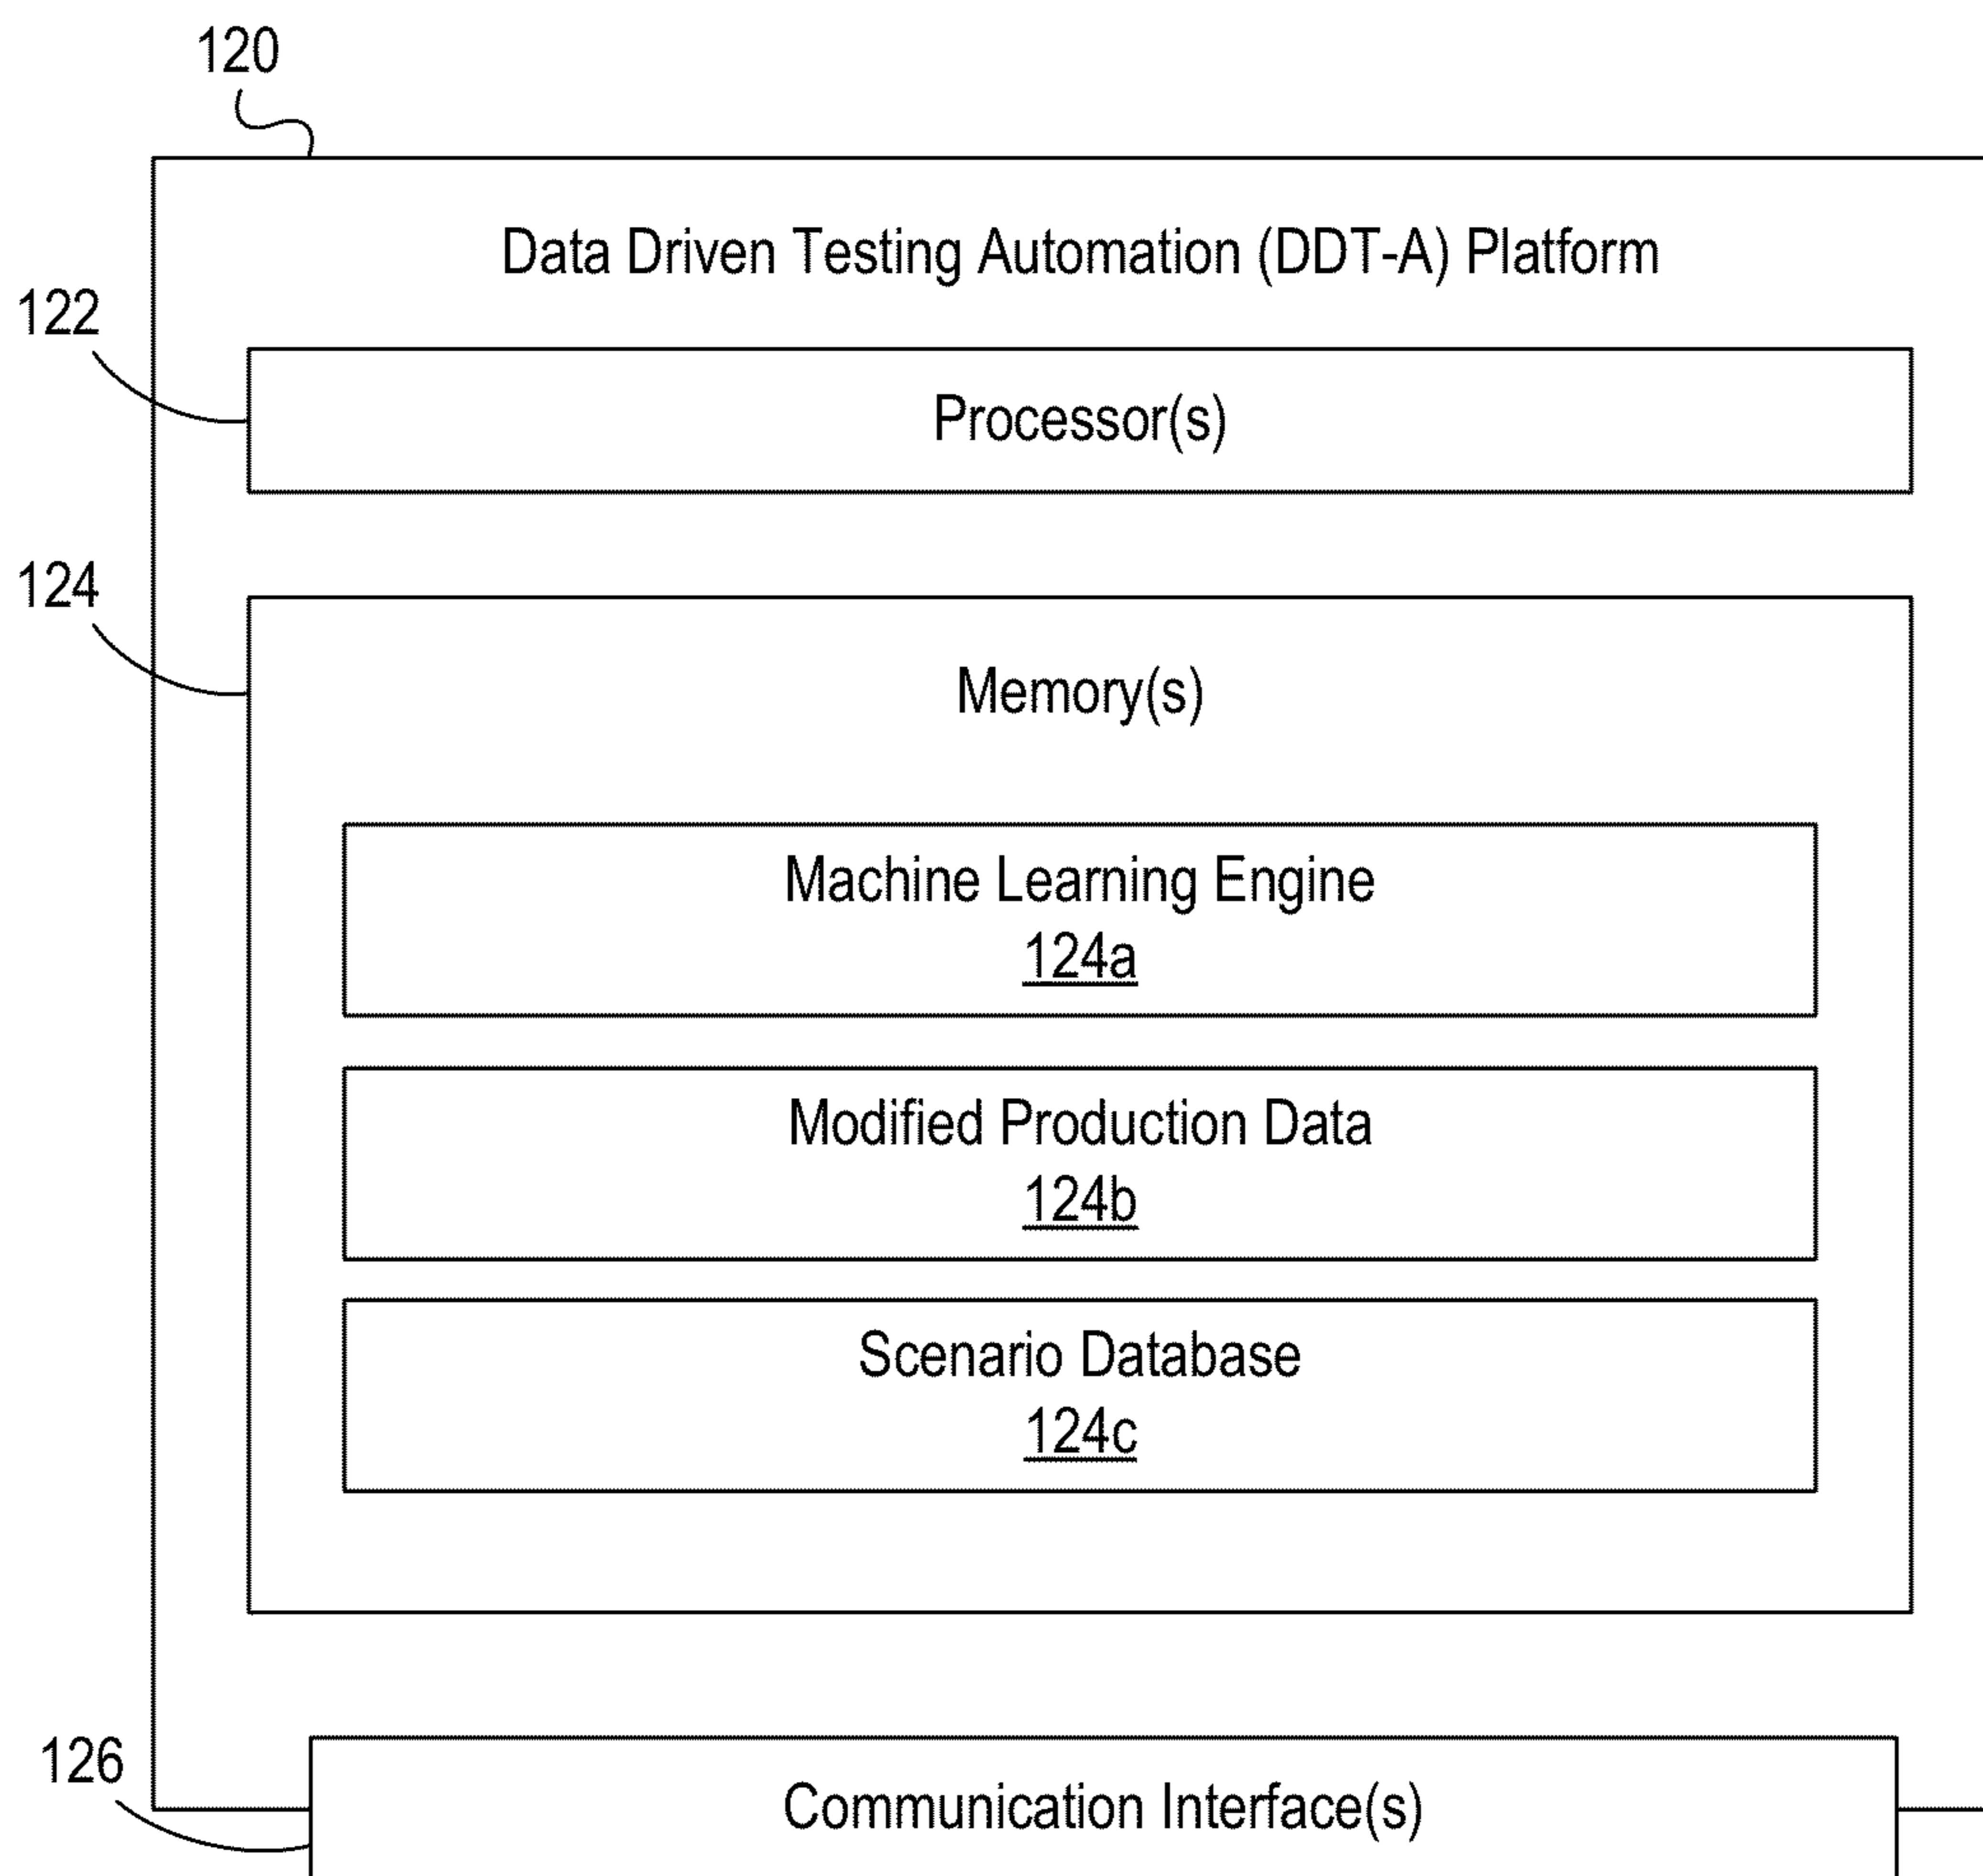 120
Data Driven Testing Automation (DDT-A) Platform
122
Processor(s)
124
Memory(s)
Machine Learning Engine
124a
Modified Production Data
124b
Scenario Database
124c
126
Communication Interface(s)